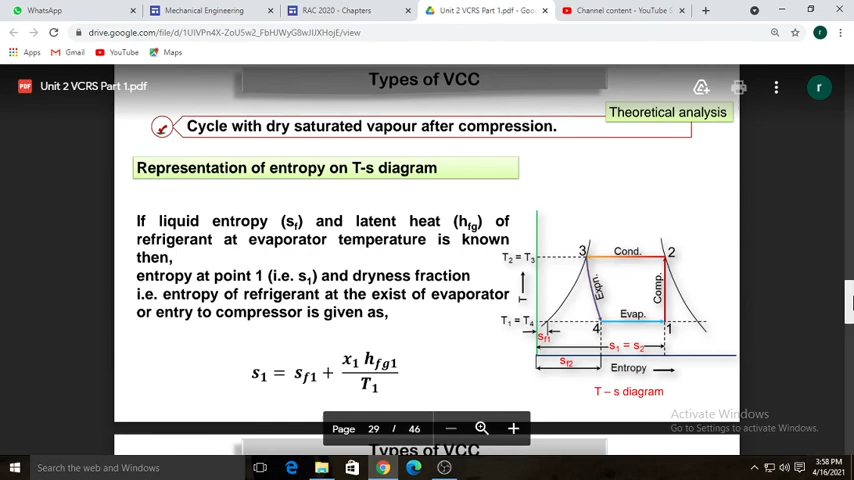 WhatsApp
Mechanical Engineering
RAC 2020 - Chapters
Unit 2 VCRS Part 1.pdf - Goo
Channel content - YouTube S
drive.google.com/file/d/1UIVPn4X-ZoU5w2_FbHJWyG8wJUXHojE/view
Apps
Gmail
YouTube
Maps
r
PDF
Unit 2 VCRS Part 1.pdf
Types of VCC
r
Theoretical analysis
Cycle with dry saturated vapour after compression.
Representation of entropy on T-s diagram
If liquid entropy (sf) and latent heat (hfg) of
refrigerant at evaporator temperature is known
then,
entropy at point 1 (i.e. s1) and dryness fraction
i.e. entropy of refrigerant at the exist of evaporator
or entry to compressor is given as,
s1 = sf1 + x1 hfg1 / T1
3
Cond.
2
T2 = T3
T
Expn.
Comp.
T1 = T4
Evap.
4
1
sf1
s1 = s2
sf2
Entropy
T – s diagram
Activate Windows
Go to Settings to activate Windows.
Page 29 / 46
Types of VCC
Search the web and Windows
3:58 PM
4/16/2021